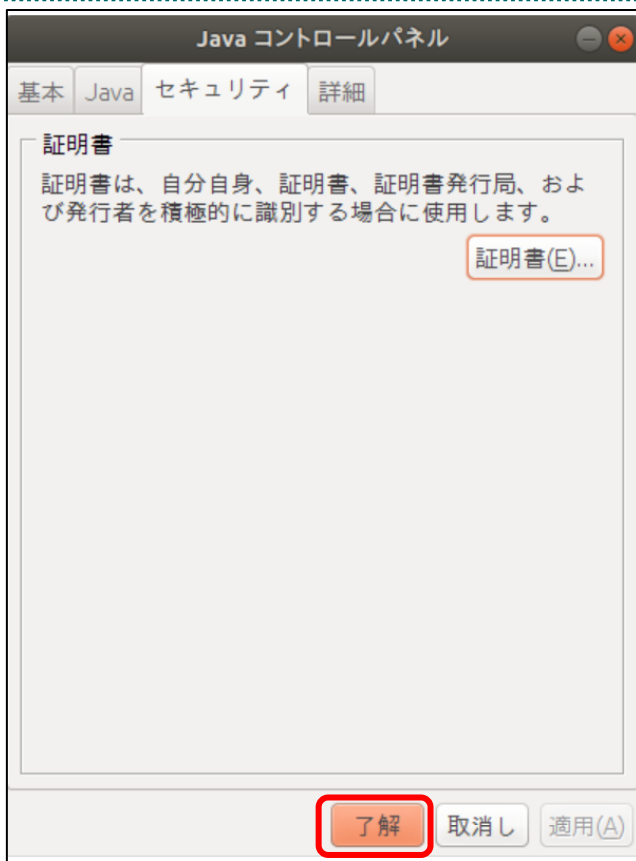 Java コントロールパネル
基本 Java セキュリティ 詳細
証明書
証明書は、自分自身、証明書、証明書発行局、およ
び発行者を積極的に識別する場合に使用します。
証明書(E)...
了解 取消し 適用(A)